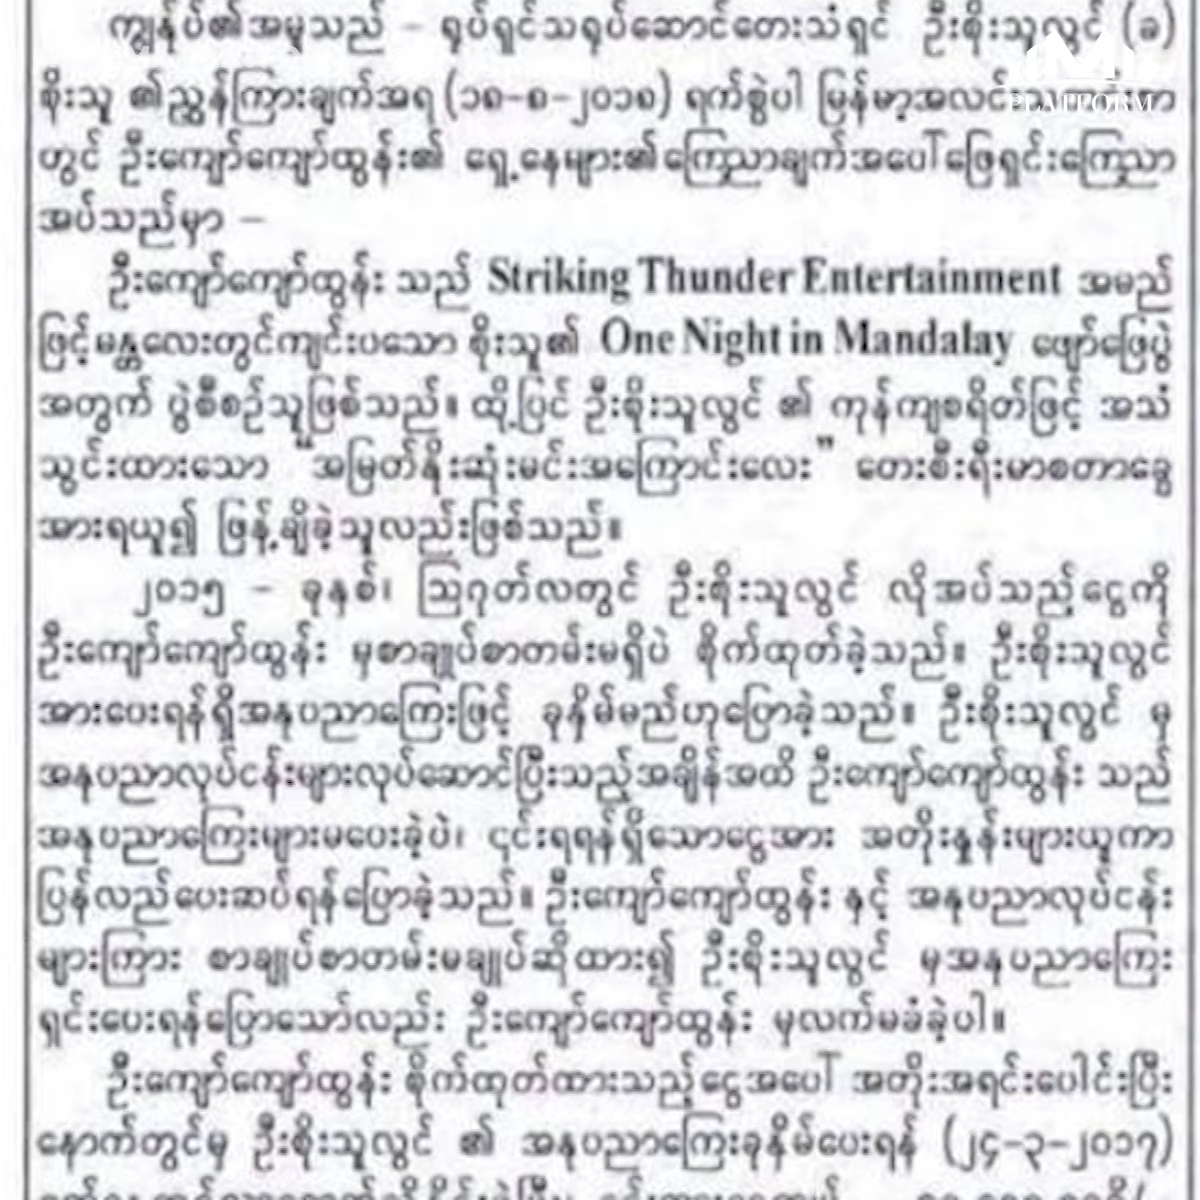 ကျွန်ုပ်၏အမှုသည် – ရုပ်ရှင်သရုပ်ဆောင်တေးသံရှင် ဦးစိုးသူလွင် (ခ)
စိုးသူ ၏ညွှန်ကြားချက်အရ (၁၈–၈–၂၀၁၈) ရက်စွဲပါ မြန်မာ့အလင်း
PLATFORM
တွင် ဦးကျော်ကျော်ထွန်း၏ ရှေ့နေများ၏ကြေညာချက်အပေါ်ဖြေရှင်းကြေညာ
အပ်သည်မှာ –
ဦးကျော်ကျော်ထွန်း သည် Striking Thunder Entertainment အမည်
ဖြင့်မန္တလေးတွင်ကျင်းပသော စိုးသူ၏ One Night in Mandalay ဖျော်ဖြေပွဲ
အတွက် ပွဲစီစဉ်သူဖြစ်သည်။ ထို့ပြင် ဦးစိုးသူလွင် ၏ ကုန်ကျစရိတ်ဖြင့် အသံ
သွင်းထားသော “အမြတ်နိုးဆုံးမင်းအကြောင်းလေး” တေးစီးရီးမာစတာခွေ
အားရယူ၍ ဖြန့်ချိခဲ့သူလည်းဖြစ်သည်။
၂၀၁၅ – ခုနှစ်၊ ဩဂုတ်လတွင် ဦးစိုးသူလွင် လိုအပ်သည့်ငွေကို
ဦးကျော်ကျော်ထွန်း မှစာချုပ်စာတမ်းမရှိပဲ စိုက်ထုတ်ခဲ့သည်။ ဦးစိုးသူလွင်
အားပေးရန်ရှိအနုပညာကြေးဖြင့် ခုနှိမ်မည်ဟုပြောခဲ့သည်။ ဦးစိုးသူလွင် မှ
အနုပညာလုပ်ငန်းများလုပ်ဆောင်ပြီးသည့်အချိန်အထိ ဦးကျော်ကျော်ထွန်း သည်
အနုပညာကြေးများမပေးခဲ့ပဲ၊ ၎င်းရရန်ရှိသောငွေအား အတိုးနှုန်းများယူကာ
ပြန်လည်ပေးဆပ်ရန်ပြောခဲ့သည်။ ဦးကျော်ကျော်ထွန်း နှင့် အနုပညာလုပ်ငန်း
များကြား စာချုပ်စာတမ်းမချုပ်ဆိုထား၍ ဦးစိုးသူလွင် မှအနုပညာကြေး
ရှင်းပေးရန်ပြောသော်လည်း ဦးကျော်ကျော်ထွန်း မှလက်မခံခဲ့ပါ။
ဦးကျော်ကျော်ထွန်း စိုက်ထုတ်ထားသည့်ငွေအပေါ် အတိုးအရင်းပေါင်းပြီး
နောက်တွင်မှ ဦးစိုးသူလွင် ၏ အနုပညာကြေးခုနှိမ်ပေးရန် (၂၄–၃–၂၀၁၇)